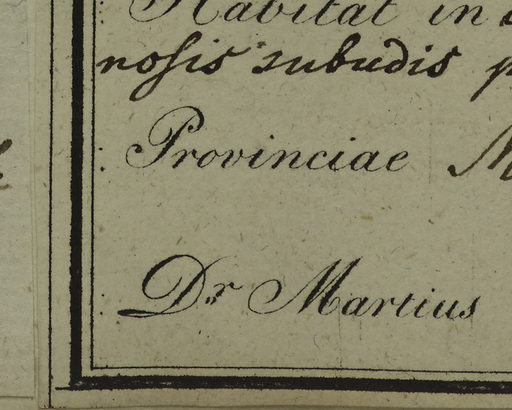 Habitat in
nosis subudis
Provinciae M
Dr Martius